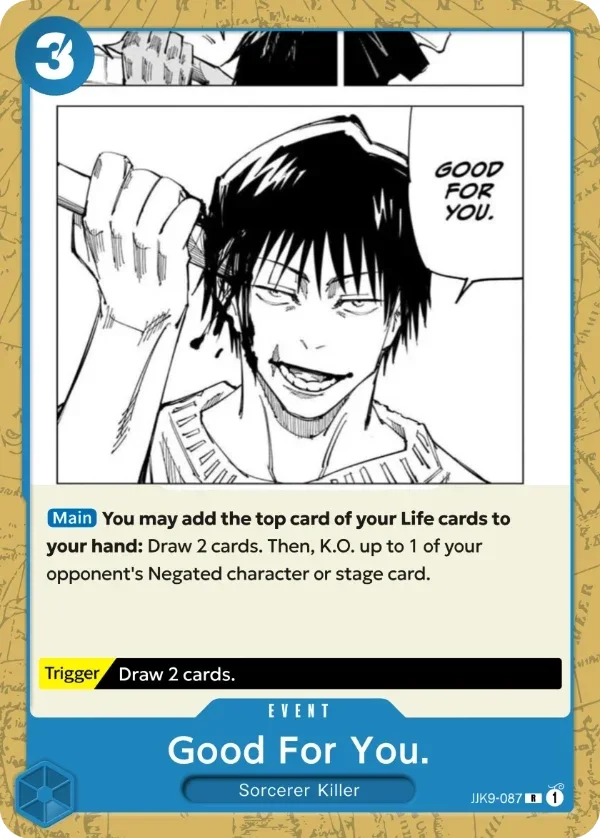 3
GOOD
FOR
YOU.
Main You may add the top card of your Life cards to
your hand: Draw 2 cards. Then, K.O. up to 1 of your
opponent's Negated character or stage card.
Trigger Draw 2 cards.
EVENT
Good For You.
Sorcerer Killer
JJK9-087 R 1